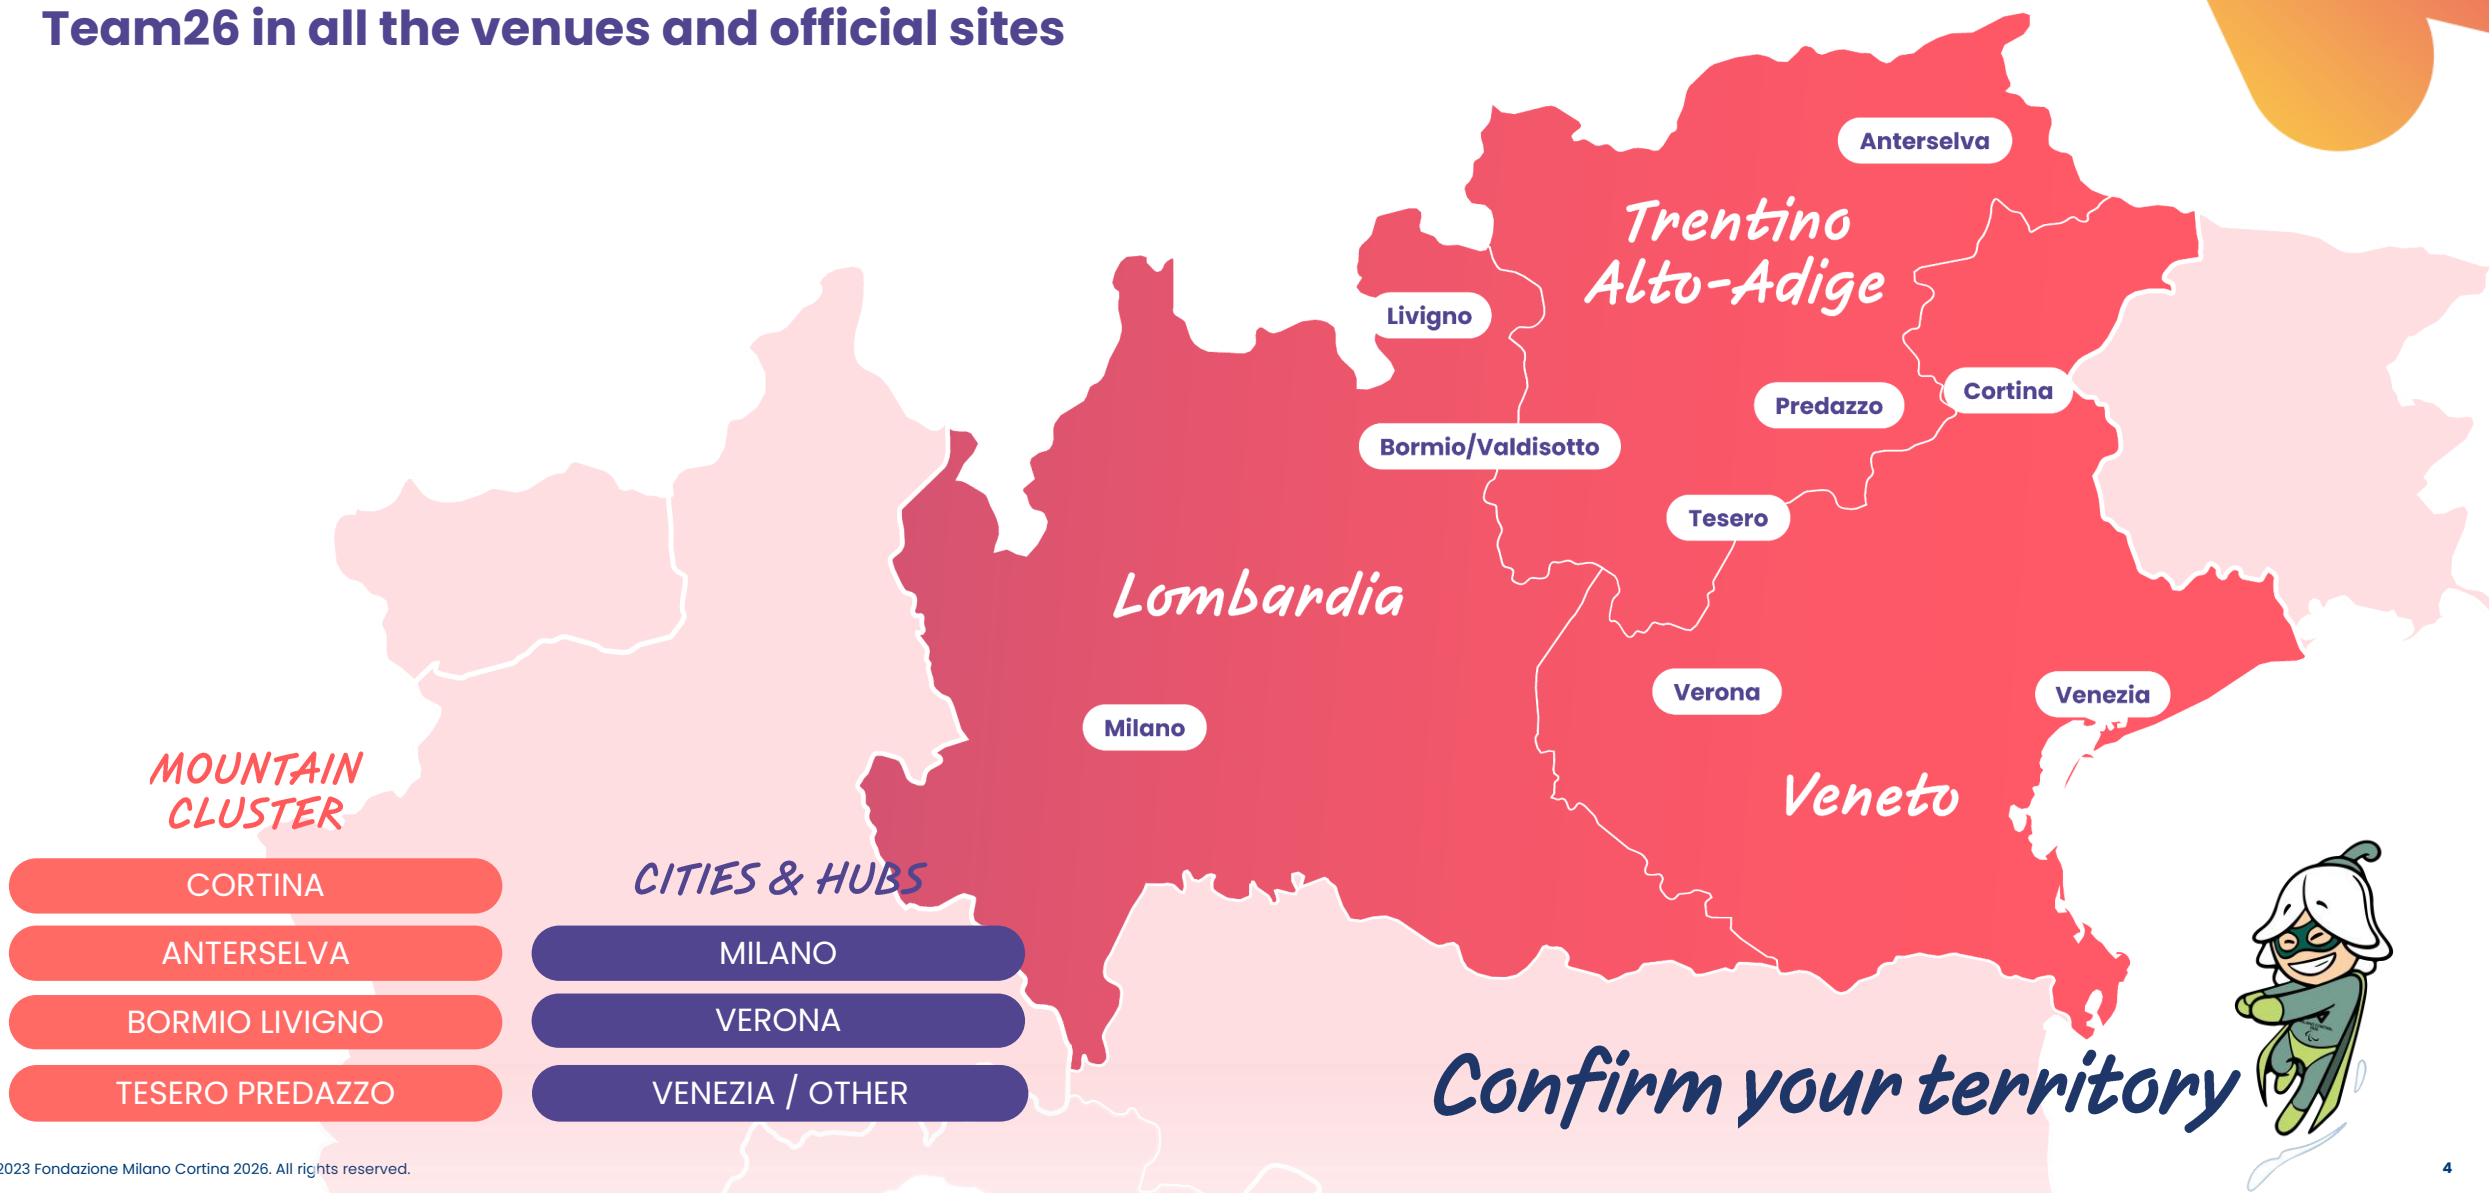 Team26 in all the venues and official sites
Anterselva
Trentino
Alto-Adige
Livigno
Cortina
Predazzo
Bormio/Valdisotto
Tesero
Lombardia
Verona
Venezia
Milano
Veneto
MOUNTAIN
CLUSTER
CORTINA
ANTERSELVA
BORMIO LIVIGNO
TESERO PREDAZZO
CITIES & HUBS
MILANO
VERONA
VENEZIA / OTHER
Confirm your territory
2023 Fondazione Milano Cortina 2026. All rights reserved.
4